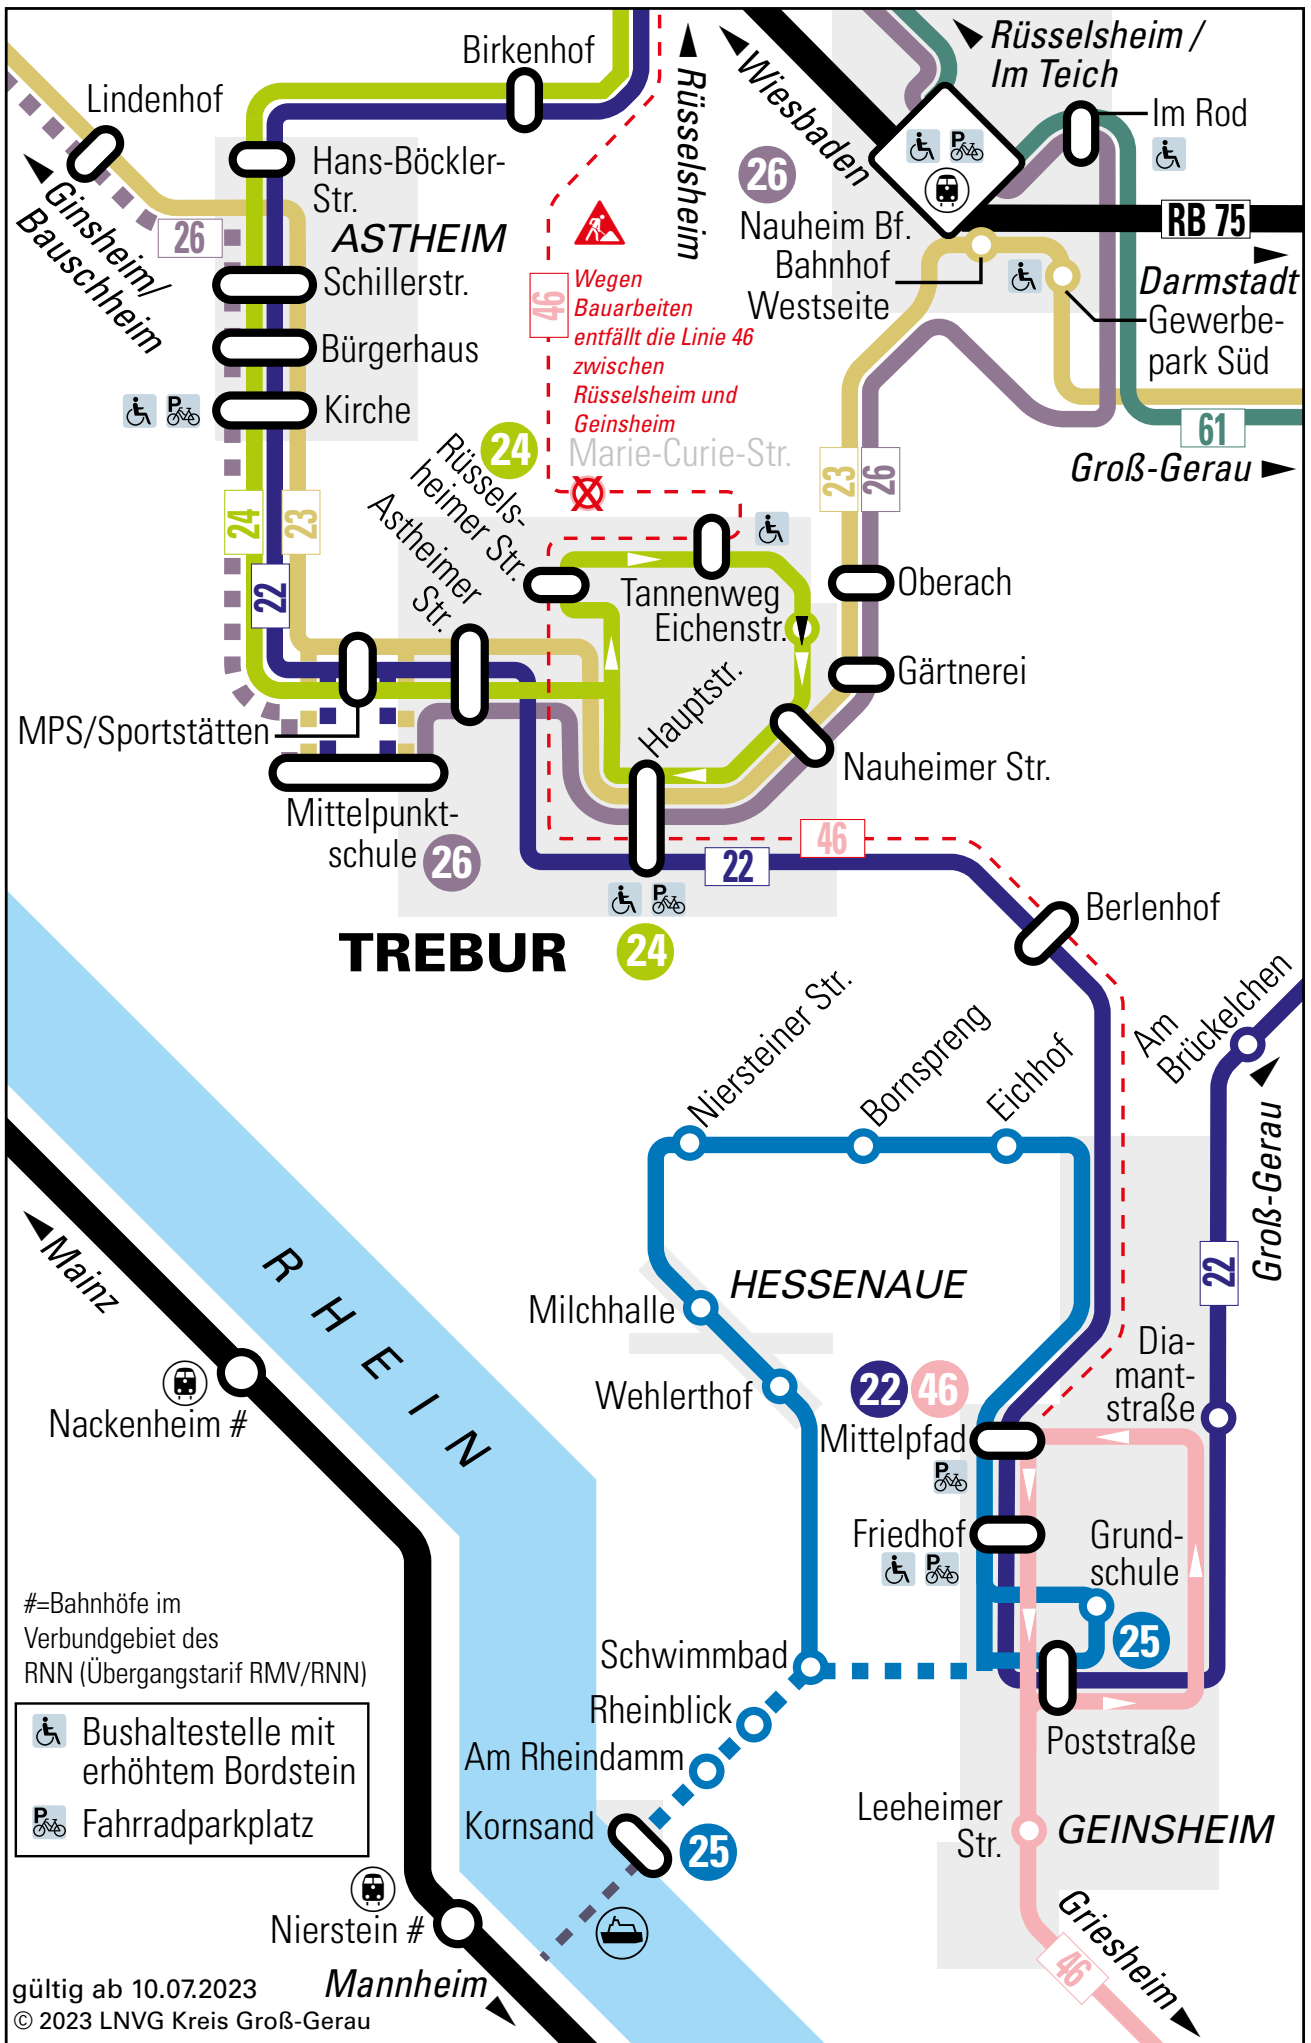 Birkenhof
Lindenhof
Rüsselsheim
Wiesbaden
Rüsselsheim /
Im Teich
Im Rod
Hans-Böckler-
Str.
ASTHEIM
Ginsheim/
Bauschheim
26
Schillerstr.
Bürgerhaus
Kirche
26
Nauheim Bf.
Bahnhof
Westseite
RB 75
Darmstadt
Gewerbe-
park Süd
46
Wegen
Bauarbeiten
entfällt die Linie 46
zwischen
Rüsselsheim und
Geinsheim
Marie-Curie-Str.
61
Groß-Gerau
24
Rüssels-
heimer Str.
Astheimer
Str.
24
23
22
23
26
Tannenweg
Eichenstr.
Oberach
Gärtnerei
Hauptstr.
MPS/Sportstätten
Nauheimer Str.
Mittelpunkt-
schule
26
46
22
TREBUR
24
Berlenhof
Niersteiner Str.
Bornspreng
Eichhof
Am
Brückelchen
Groß-Gerau
22
Mainz
RHEIN
HESSENAUE
Milchhalle
Wehlerthof
Dia-
mant-
straße
22
46
Mittelpfad
Nackenheim #
Friedhof
Grund-
schule
25
#=Bahnhöfe im
Verbundgebiet des
RNN (Übergangstarif RMV/RNN)
Schwimmbad
Rheinblick
Am Rheindamm
Kornsand
25
Poststraße
Leeheimer
Str.
GEINSHEIM
P
Bushaltestelle mit
erhöhtem Bordstein
Fahrradparkplatz
Nierstein #
Mannheim
Griesheim
46
gültig ab 10.07.2023
© 2023 LNVG Kreis Groß-Gerau